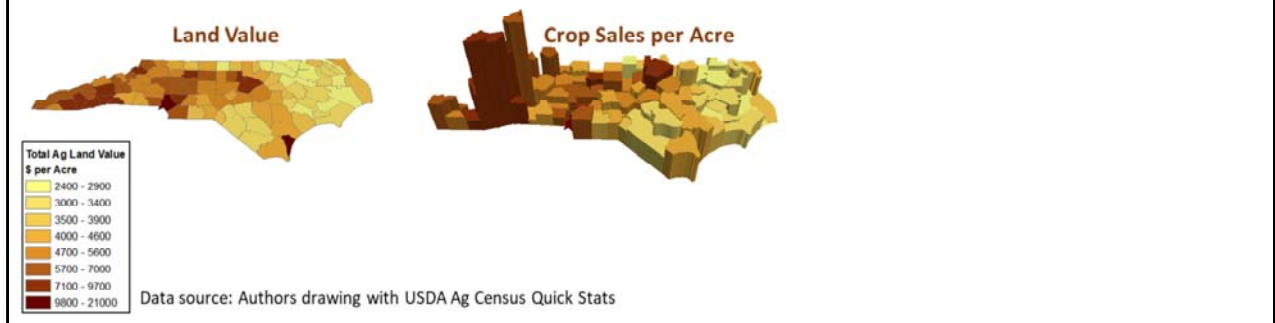 Land Value
Crop Sales per Acre
Total Ag Land Value
$ per Acre
2400 - 2900
3000 - 3400
3500 - 3900
4000 - 4600
4700 - 5600
5700 - 7000
7100 - 9700
9800 - 21000
Data source: Authors drawing with USDA Ag Census Quick Stats